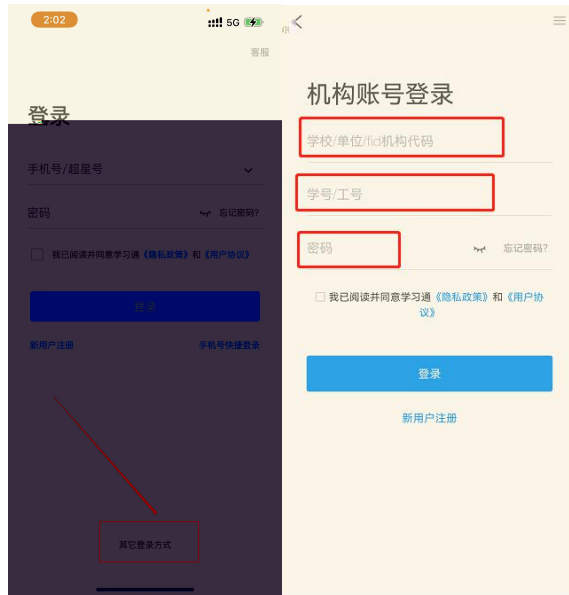 2:02
5G
客服
登录
手机号/超星号
密码
忘记密码?
我已阅读并同意学习通《隐私政策》和《用户协议》
登录
新用户注册
手机号快捷登录
其它登录方式
机构账号登录
学校/单位/fid机构代码
学号/工号
密码
忘记密码?
我已阅读并同意学习通《隐私政策》和《用户协
议》
登录
新用户注册